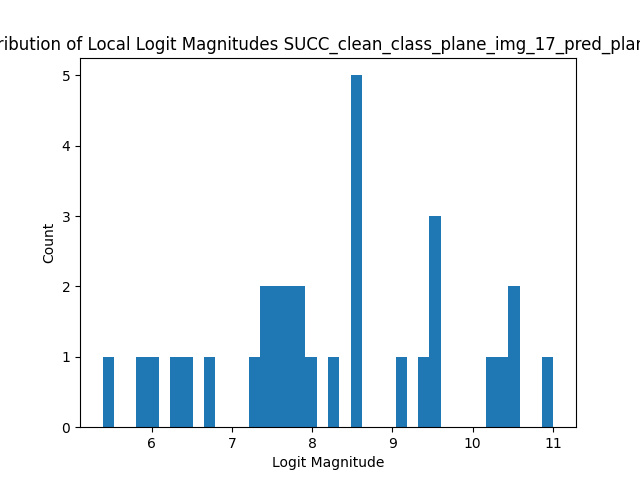 ribution of Local Logit Magnitudes SUCC_clean_class_plane_img_17_pred_plan
5
4
3
2
1
0
Count
6 7 8 9 10 11
Logit Magnitude